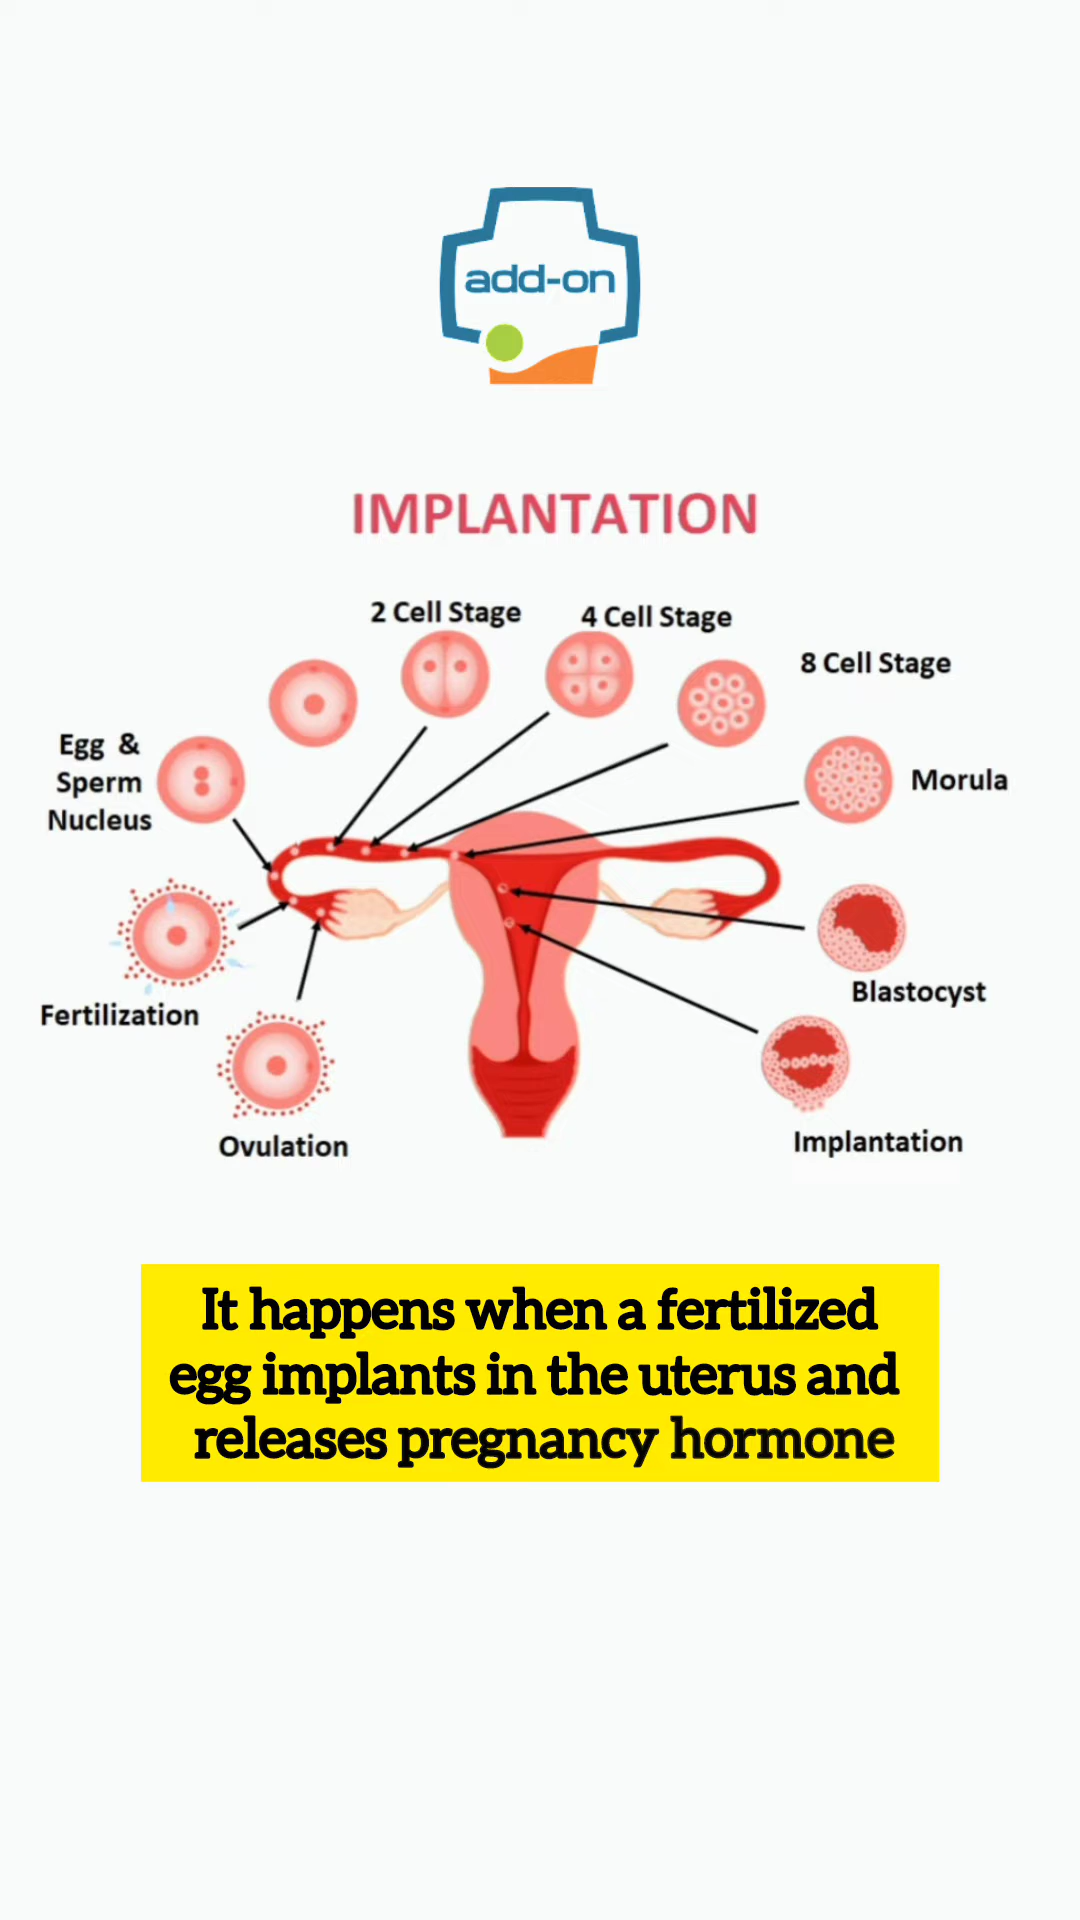 add-on
IMPLANTATION
2 Cell Stage
4 Cell Stage
8 Cell Stage
Egg &
Sperm
Nucleus
Morula
Fertilization
Blastocyst
Ovulation
Implantation
It happens when a fertilized
egg implants in the uterus and
releases pregnancy hormone